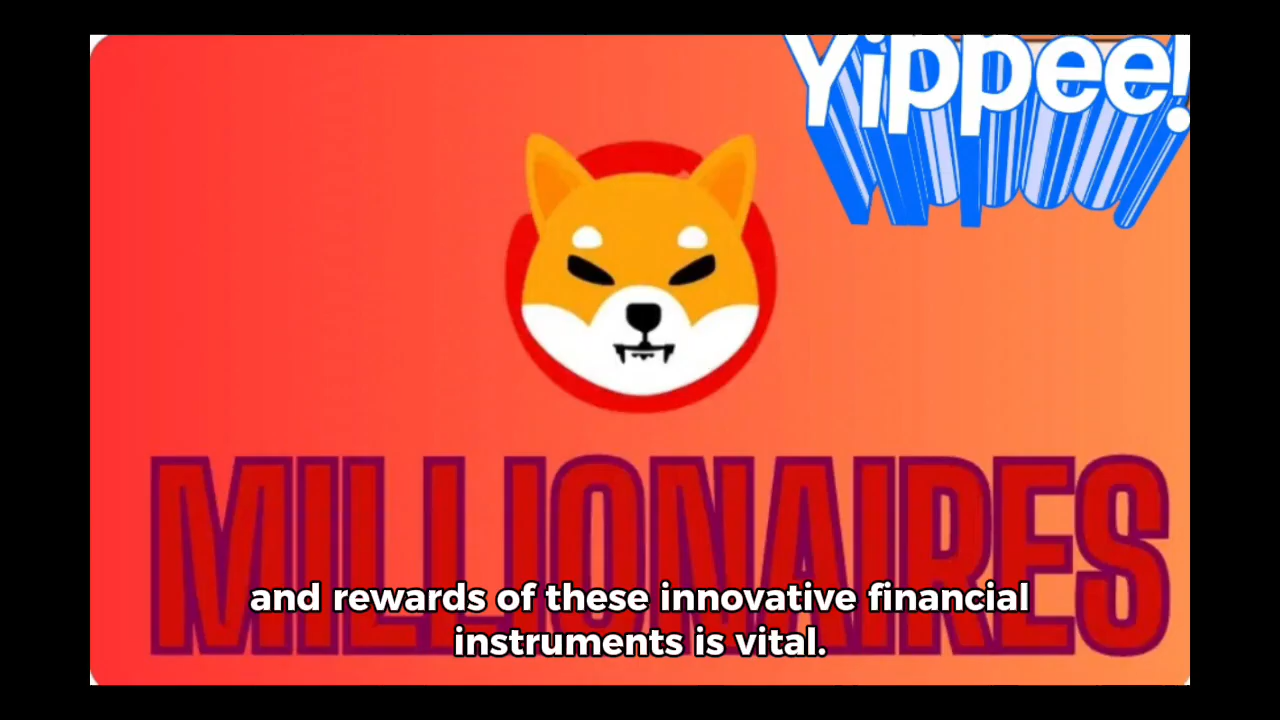 Yippee!
MILLIONAIRES
and rewards of these innovative financial
instruments is vital.